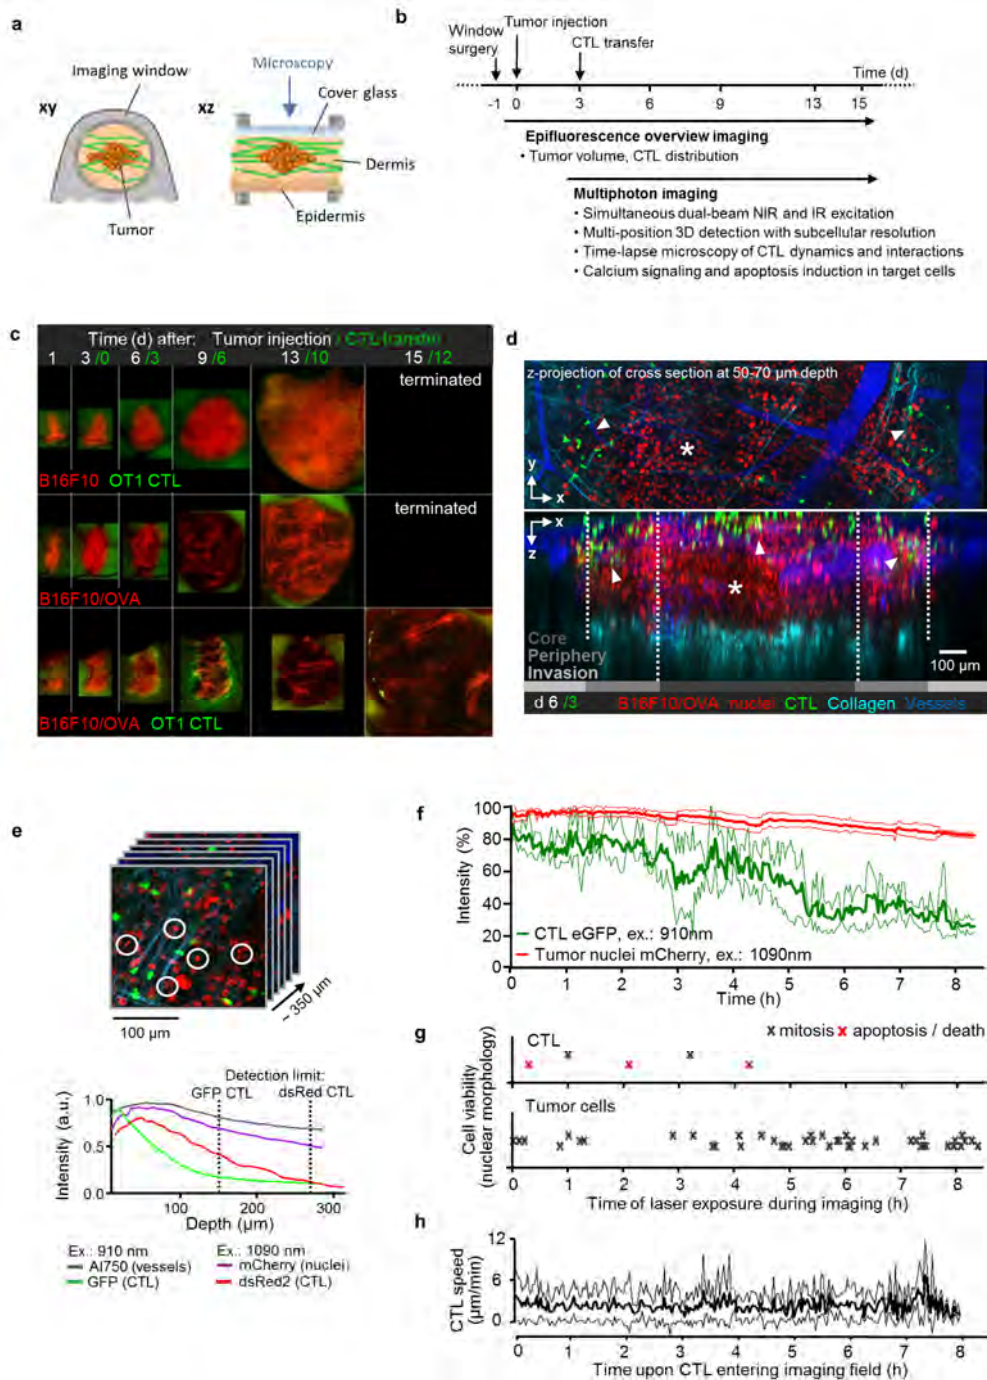 a
Imaging window
xy
Tumor
Microscopy
xz
Cover glass
Dermis
Epidermis
b
Window
surgery
Tumor injection
CTL transfer
Time (d)
-1 0 3 6 9 13 15
Epifluorescence overview imaging
• Tumor volume, CTL distribution
Multiphoton imaging
• Simultaneous dual-beam NIR and IR excitation
• Multi-position 3D detection with subcellular resolution
• Time-lapse microscopy of CTL dynamics and interactions
• Calcium signaling and apoptosis induction in target cells
c
Time (d) after: Tumor injection / CTL transfer
1 3/0 6/3 9/6 13/10 15/12
terminated
B16F10 OT1 CTL
terminated
B16F10/OVA
B16F10/OVA OT1 CTL
d
z-projection of cross section at 50-70 µm depth
*
y
x
x
z
*
Core
Periphery
Invasion
100 µm
d 6 /3 B16F10/OVA nuclei CTL Collagen Vessels
e
~ 350 µm
100 µm
Detection limit:
GFP CTL dsRed CTL
Intensity (a.u.)
1.0
0.5
0.0
100 200 300
Depth (µm)
Ex.: 910 nm Ex.: 1090 nm
Al750 (vessels) mCherry (nuclei)
GFP (CTL) dsRed2 (CTL)
f
Intensity (%)
100
80
60
40
20
0
CTL eGFP, ex.: 910nm
Tumor nuclei mCherry, ex.: 1090nm
0 1 2 3 4 5 6 7 8
Time (h)
g
x mitosis x apoptosis / death
CTL
Cell viability
(nuclear morphology)
Tumor cells
0 1 2 3 4 5 6 7 8
Time of laser exposure during imaging (h)
h
CTL speed
(µm/min)
12
6
0
0 1 2 3 4 5 6 7 8
Time upon CTL entering imaging field (h)